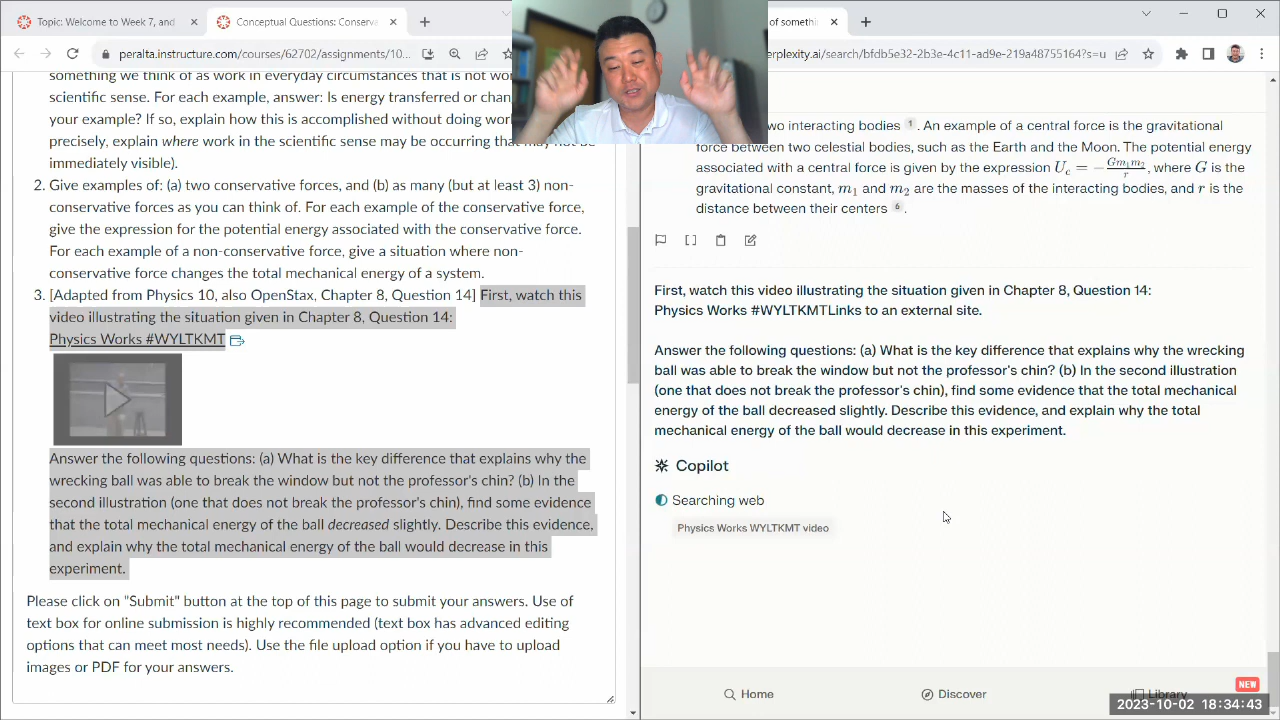 Topic: Welcome to Week 7, and
Conceptual Questions: Conserva
of somethin
peralta.instructure.com/courses/62702/assignments/10...
erplexity.ai/search/bfdb5e32-2b3e-4c11-ad9e-219a48755164?s=u
something we think of as work in everyday circumstances that is not wo
scientific sense. For each example, answer: Is energy transferred or chan
your example? If so, explain how this is accomplished without doing wor
precisely, explain where work in the scientific sense may be occurring that may not be
immediately visible).
2. Give examples of: (a) two conservative forces, and (b) as many (but at least 3) non-
conservative forces as you can think of. For each example of the conservative force,
give the expression for the potential energy associated with the conservative force.
For each example of a non-conservative force, give a situation where non-
conservative force changes the total mechanical energy of a system.
3. [Adapted from Physics 10, also OpenStax, Chapter 8, Question 14] First, watch this
video illustrating the situation given in Chapter 8, Question 14:
Physics Works #WYLTKMT
Answer the following questions: (a) What is the key difference that explains why the
wrecking ball was able to break the window but not the professor's chin? (b) In the
second illustration (one that does not break the professor's chin), find some evidence
that the total mechanical energy of the ball decreased slightly. Describe this evidence,
and explain why the total mechanical energy of the ball would decrease in this
experiment.
Please click on "Submit" button at the top of this page to submit your answers. Use of
text box for online submission is highly recommended (text box has advanced editing
options that can meet most needs). Use the file upload option if you have to upload
images or PDF for your answers.
wo interacting bodies 1. An example of a central force is the gravitational
force between two celestial bodies, such as the Earth and the Moon. The potential energy
associated with a central force is given by the expression U_c = −Gm₁m₂/r, where G is the
gravitational constant, m₁ and m₂ are the masses of the interacting bodies, and r is the
distance between their centers 6.
First, watch this video illustrating the situation given in Chapter 8, Question 14:
Physics Works #WYLTKMTLinks to an external site.
Answer the following questions: (a) What is the key difference that explains why the wrecking
ball was able to break the window but not the professor's chin? (b) In the second illustration
(one that does not break the professor's chin), find some evidence that the total mechanical
energy of the ball decreased slightly. Describe this evidence, and explain why the total
mechanical energy of the ball would decrease in this experiment.
Copilot
Searching web
Physics Works WYLTKMT video
NEW
Home
Discover
Library
2023-10-02 18:34:43